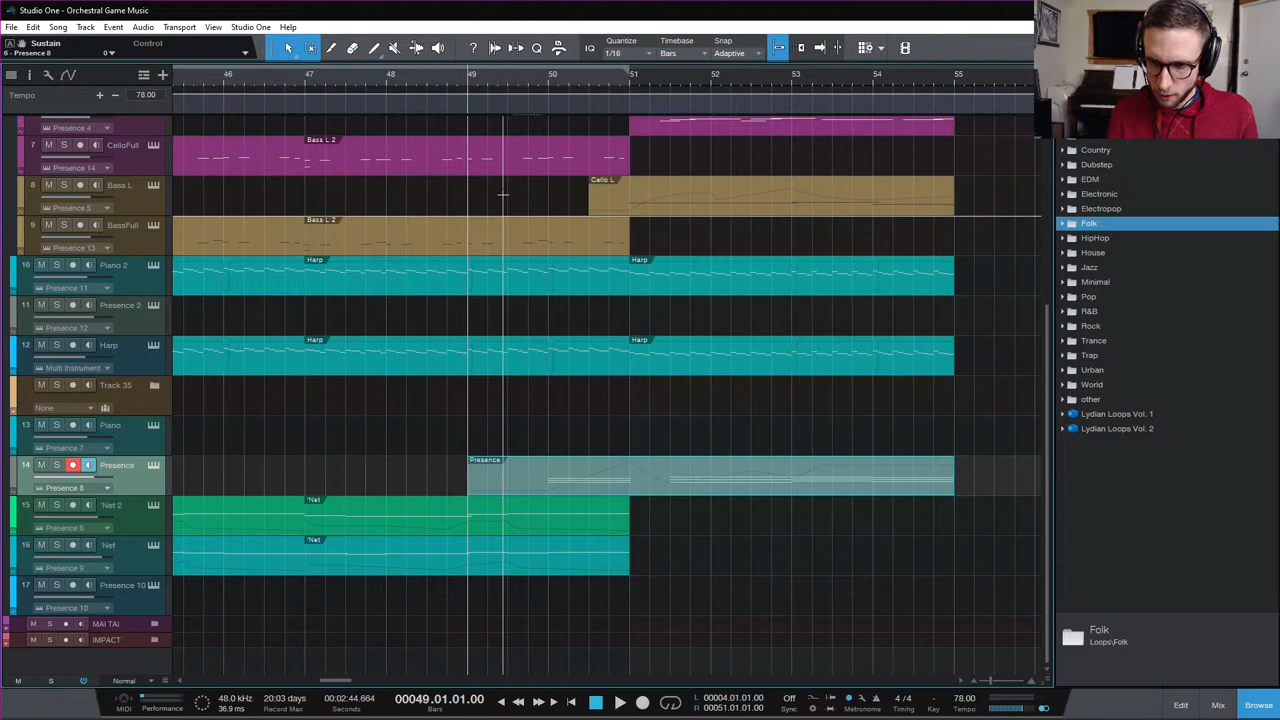 Studio One - Orchestral Game Music
File Edit Song Track Event Audio Transport View Studio One Help
Sustain Control
6 - Presence 8 0
IQ Quantize 1/16 Timebase Bars Snap Adaptive
46 47 48 49 50 51 52 53 54 55
Tempo + − 78.00
Presence 4
7 M S CelloFull Bass L 2
Presence 14
8 M S Bass L Cello L
Presence 5
9 M S BassFull Bass L 2
Presence 13
10 M S Piano 2 Harp Harp
Presence 11
11 M S Presence 2
Presence 12
12 M S Harp Harp Harp
Multi Instrument
M S Track 35
None
13 M S Piano
Presence 7
14 M S Presence Presence
Presence 8
15 M S 'Net 2 'Net
Presence 6
16 M S 'Net 'Net
Presence 9
17 M S Presence 10
Presence 10
M S MAI TAI
M S IMPACT
M S Normal
Country
Dubstep
EDM
Electronic
Electropop
Folk
HipHop
House
Jazz
Minimal
Pop
R&B
Rock
Trance
Trap
Urban
World
other
Lydian Loops Vol. 1
Lydian Loops Vol. 2
Folk
Loops\Folk
MIDI Performance
48.0 kHz
36.9 ms
20:03 days
00:02:44.664
00049.01.01.00
Bars
L 00004.01.01.00
R 00051.01.01.00
Off
Sync
Metronome
4 / 4
Timing
Key
78.00
Tempo
Edit Mix Browse